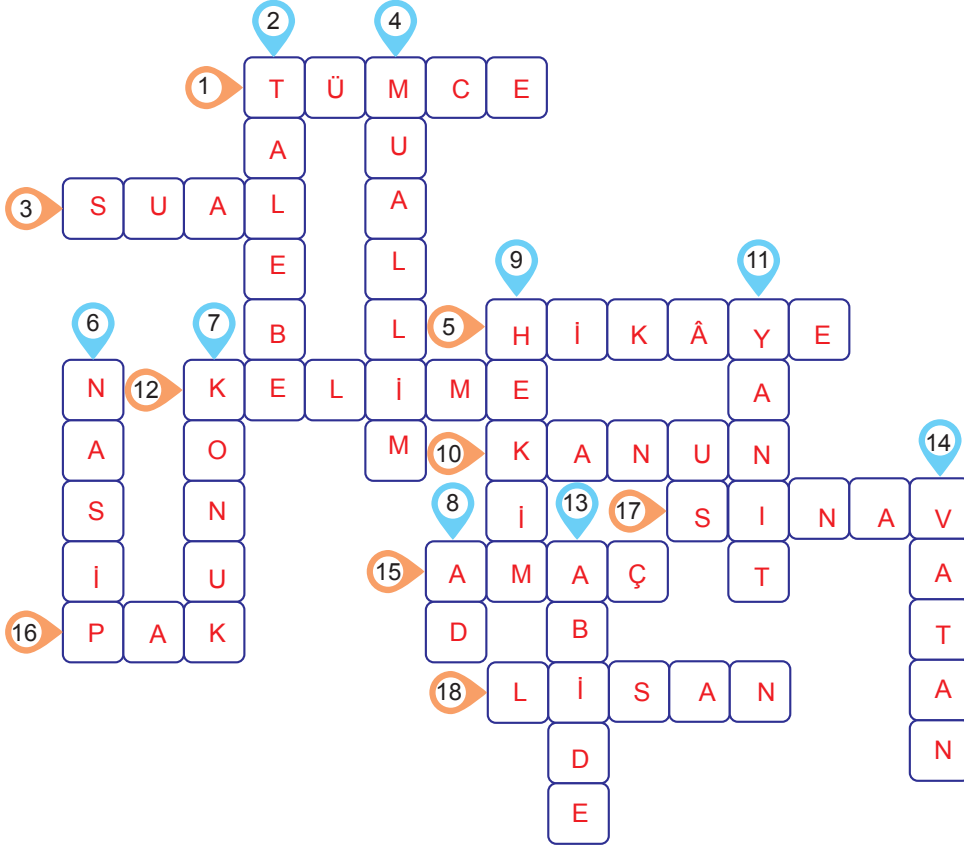 2 4
1 T Ü M C E
A U
3 S U A L A
E L 9 11
6 7 B L 5 H İ K Â Y E
N 12 K E L İ M E A
A O M 10 K A N U N 14
S N 8 İ 13 17 S I N A V
İ U 15 A M A Ç T A
16 P A K D B T
18 L İ S A N A
D N
E